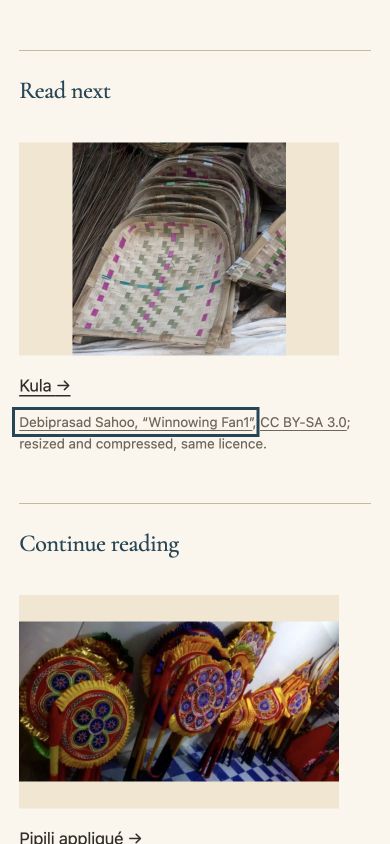 Read next
Kula →
Debiprasad Sahoo, “Winnowing Fan1”, CC BY-SA 3.0;
resized and compressed, same licence.
Continue reading
Pipili appliqué →